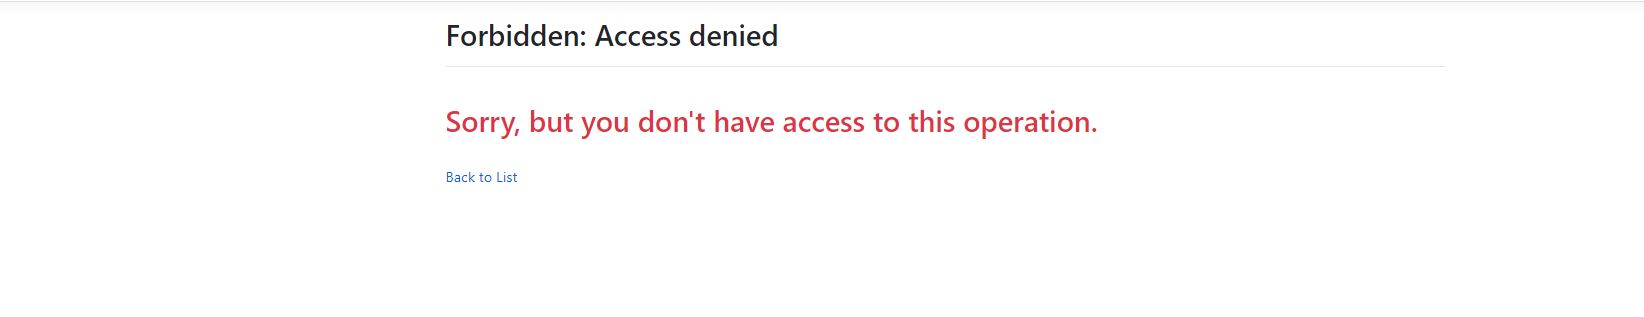 Forbidden: Access denied
Sorry, but you don't have access to this operation.
Back to List